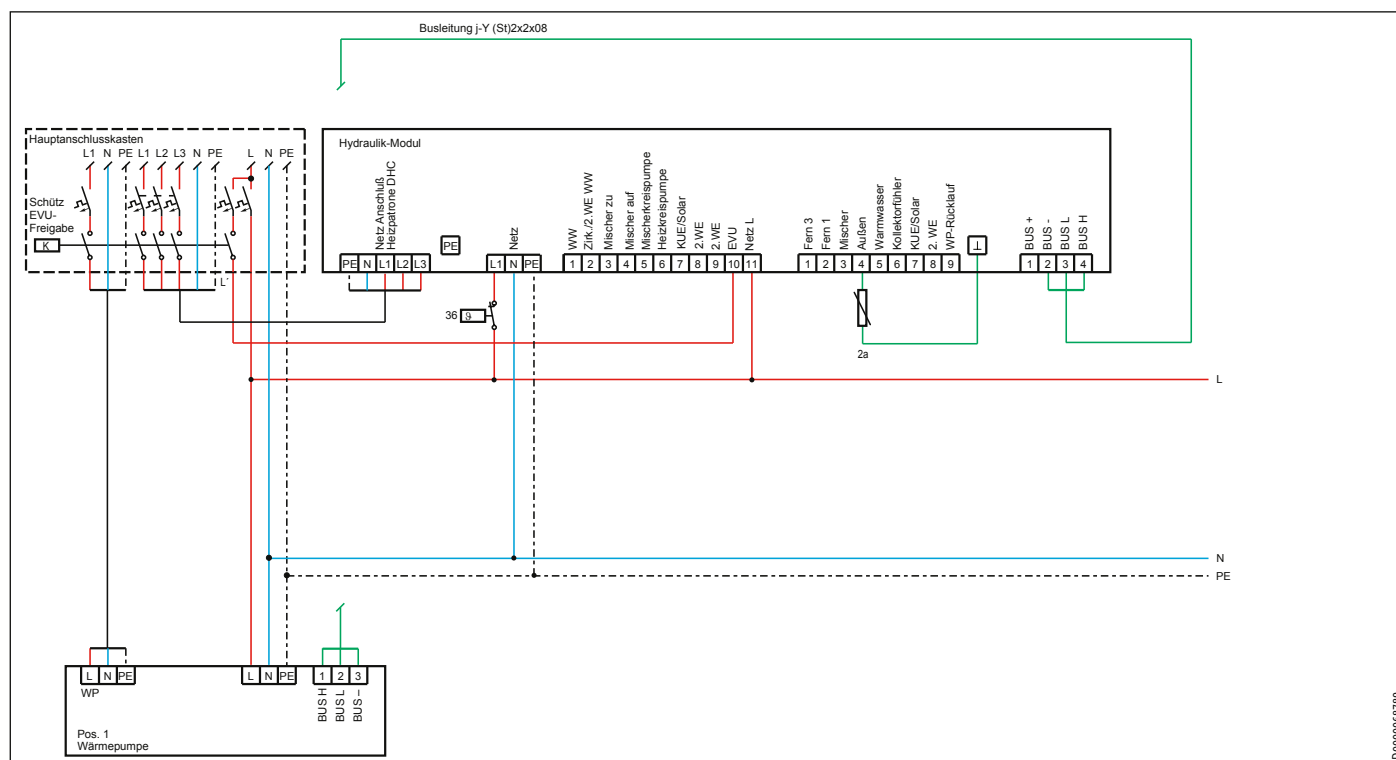 Busleitung j-Y (St)2x2x08
Hauptanschlusskasten
L1 N PE L1 L2 L3 N PE L N PE
Schütz
EVU-
Freigabe
K
L´
Hydraulik-Modul
Netz Anschluß
Heizpatrone DHC
PE
PE N L1 L2 L3
Netz
L1 N PE
WW
Zirk./2.WE WW
Mischer zu
Mischer auf
Mischerkreispumpe
Heizkreispumpe
KUE/Solar
2.WE
2.WE
EVU
Netz L
1 2 3 4 5 6 7 8 9 10 11
Fern 3
Fern 1
Mischer
Außen
Warmwasser
Kollektorfühler
KUE/Solar
2. WE
WP-Rücklauf
1 2 3 4 5 6 7 8 9
BUS +
BUS -
BUS L
BUS H
1 2 3 4
36 ϑ
2a
L
N
PE
L N PE
WP
L N PE
1 2 3
BUS H
BUS L
BUS –
Pos. 1
Wärmepumpe